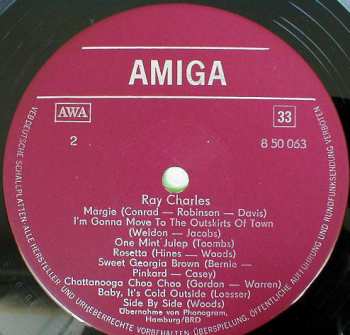 AMIGA
AWA
33
2
8 50 063
Ray Charles
Margie (Conrad — Robinson — Davis)
I'm Gonna Move To The Outskirts Of Town
(Weldon — Jacobs)
One Mint Julep (Toombs)
Rosetta (Hines — Woods)
Sweet Georgia Brown (Bernie —
Pinkard — Casey)
Chattanooga Choo Choo (Gordon — Warren)
Baby, It's Cold Outside (Loesser)
Side By Side (Woods)
Übernahme von Phonogram,
Hamburg/BRD
VEB DEUTSCHE SCHALLPLATTEN ALLE HERSTELLER UND URHEBERRECHTE VORBEHALTEN ÜBERSPIELUNG, ÖFFENTLICHE AUFFÜHRUNG UND RUNDFUNKSENDUNG VERBOTEN